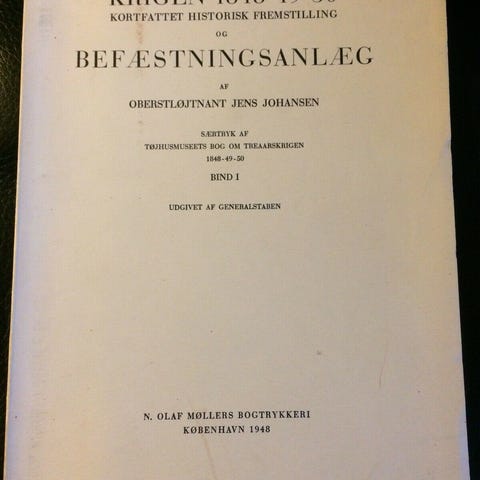 KRIGEN 1848-49-50
KORTFATTET HISTORISK FREMSTILLING
OG
BEFÆSTNINGSANLÆG
AF
OBERSTLØJTNANT JENS JOHANSEN
SÆRTRYK AF
TØJHUSMUSEETS BOG OM TREAARSKRIGEN
1848-49-50
BIND I
UDGIVET AF GENERALSTABEN
N. OLAF MØLLERS BOGTRYKKERI
KØBENHAVN 1948